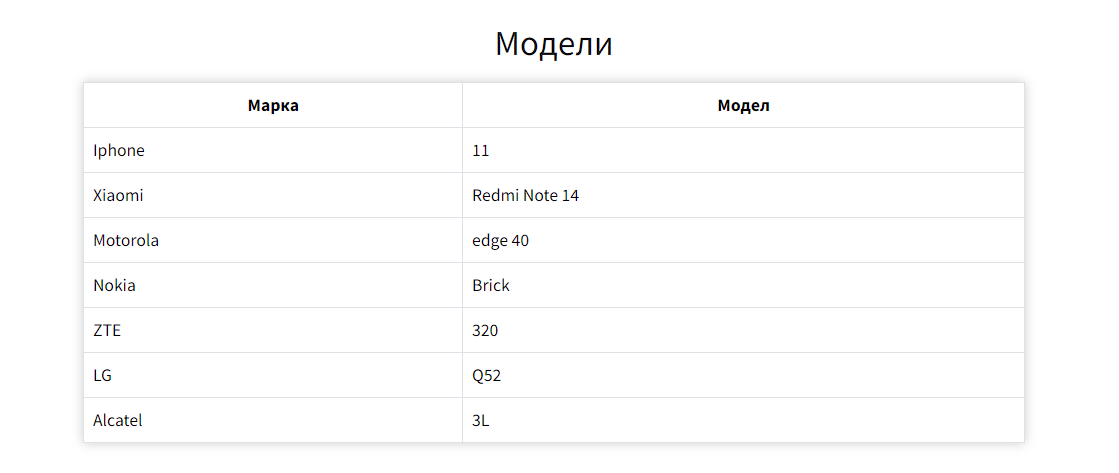 Модели
Марка Модел
Iphone 11
Xiaomi Redmi Note 14
Motorola edge 40
Nokia Brick
ZTE 320
LG Q52
Alcatel 3L